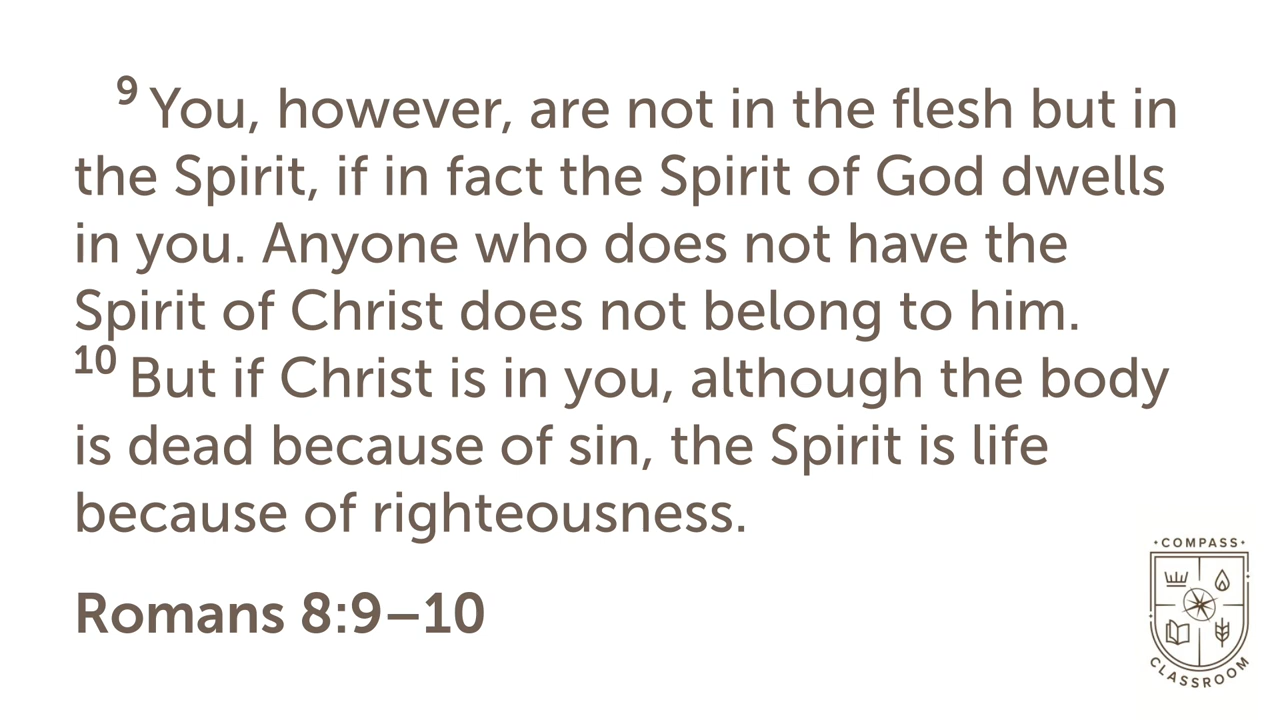 9 You, however, are not in the flesh but in
the Spirit, if in fact the Spirit of God dwells
in you. Anyone who does not have the
Spirit of Christ does not belong to him.
10 But if Christ is in you, although the body
is dead because of sin, the Spirit is life
because of righteousness.
Romans 8:9–10
·COMPASS·
CLASSROOM